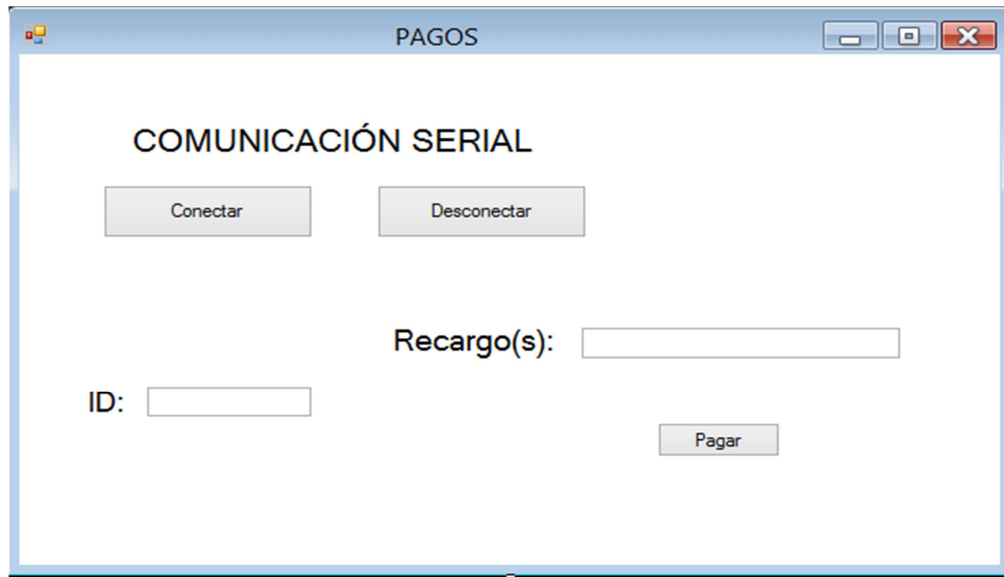 PAGOS
COMUNICACIÓN SERIAL
Conectar Desconectar
Recargo(s):
ID:
Pagar